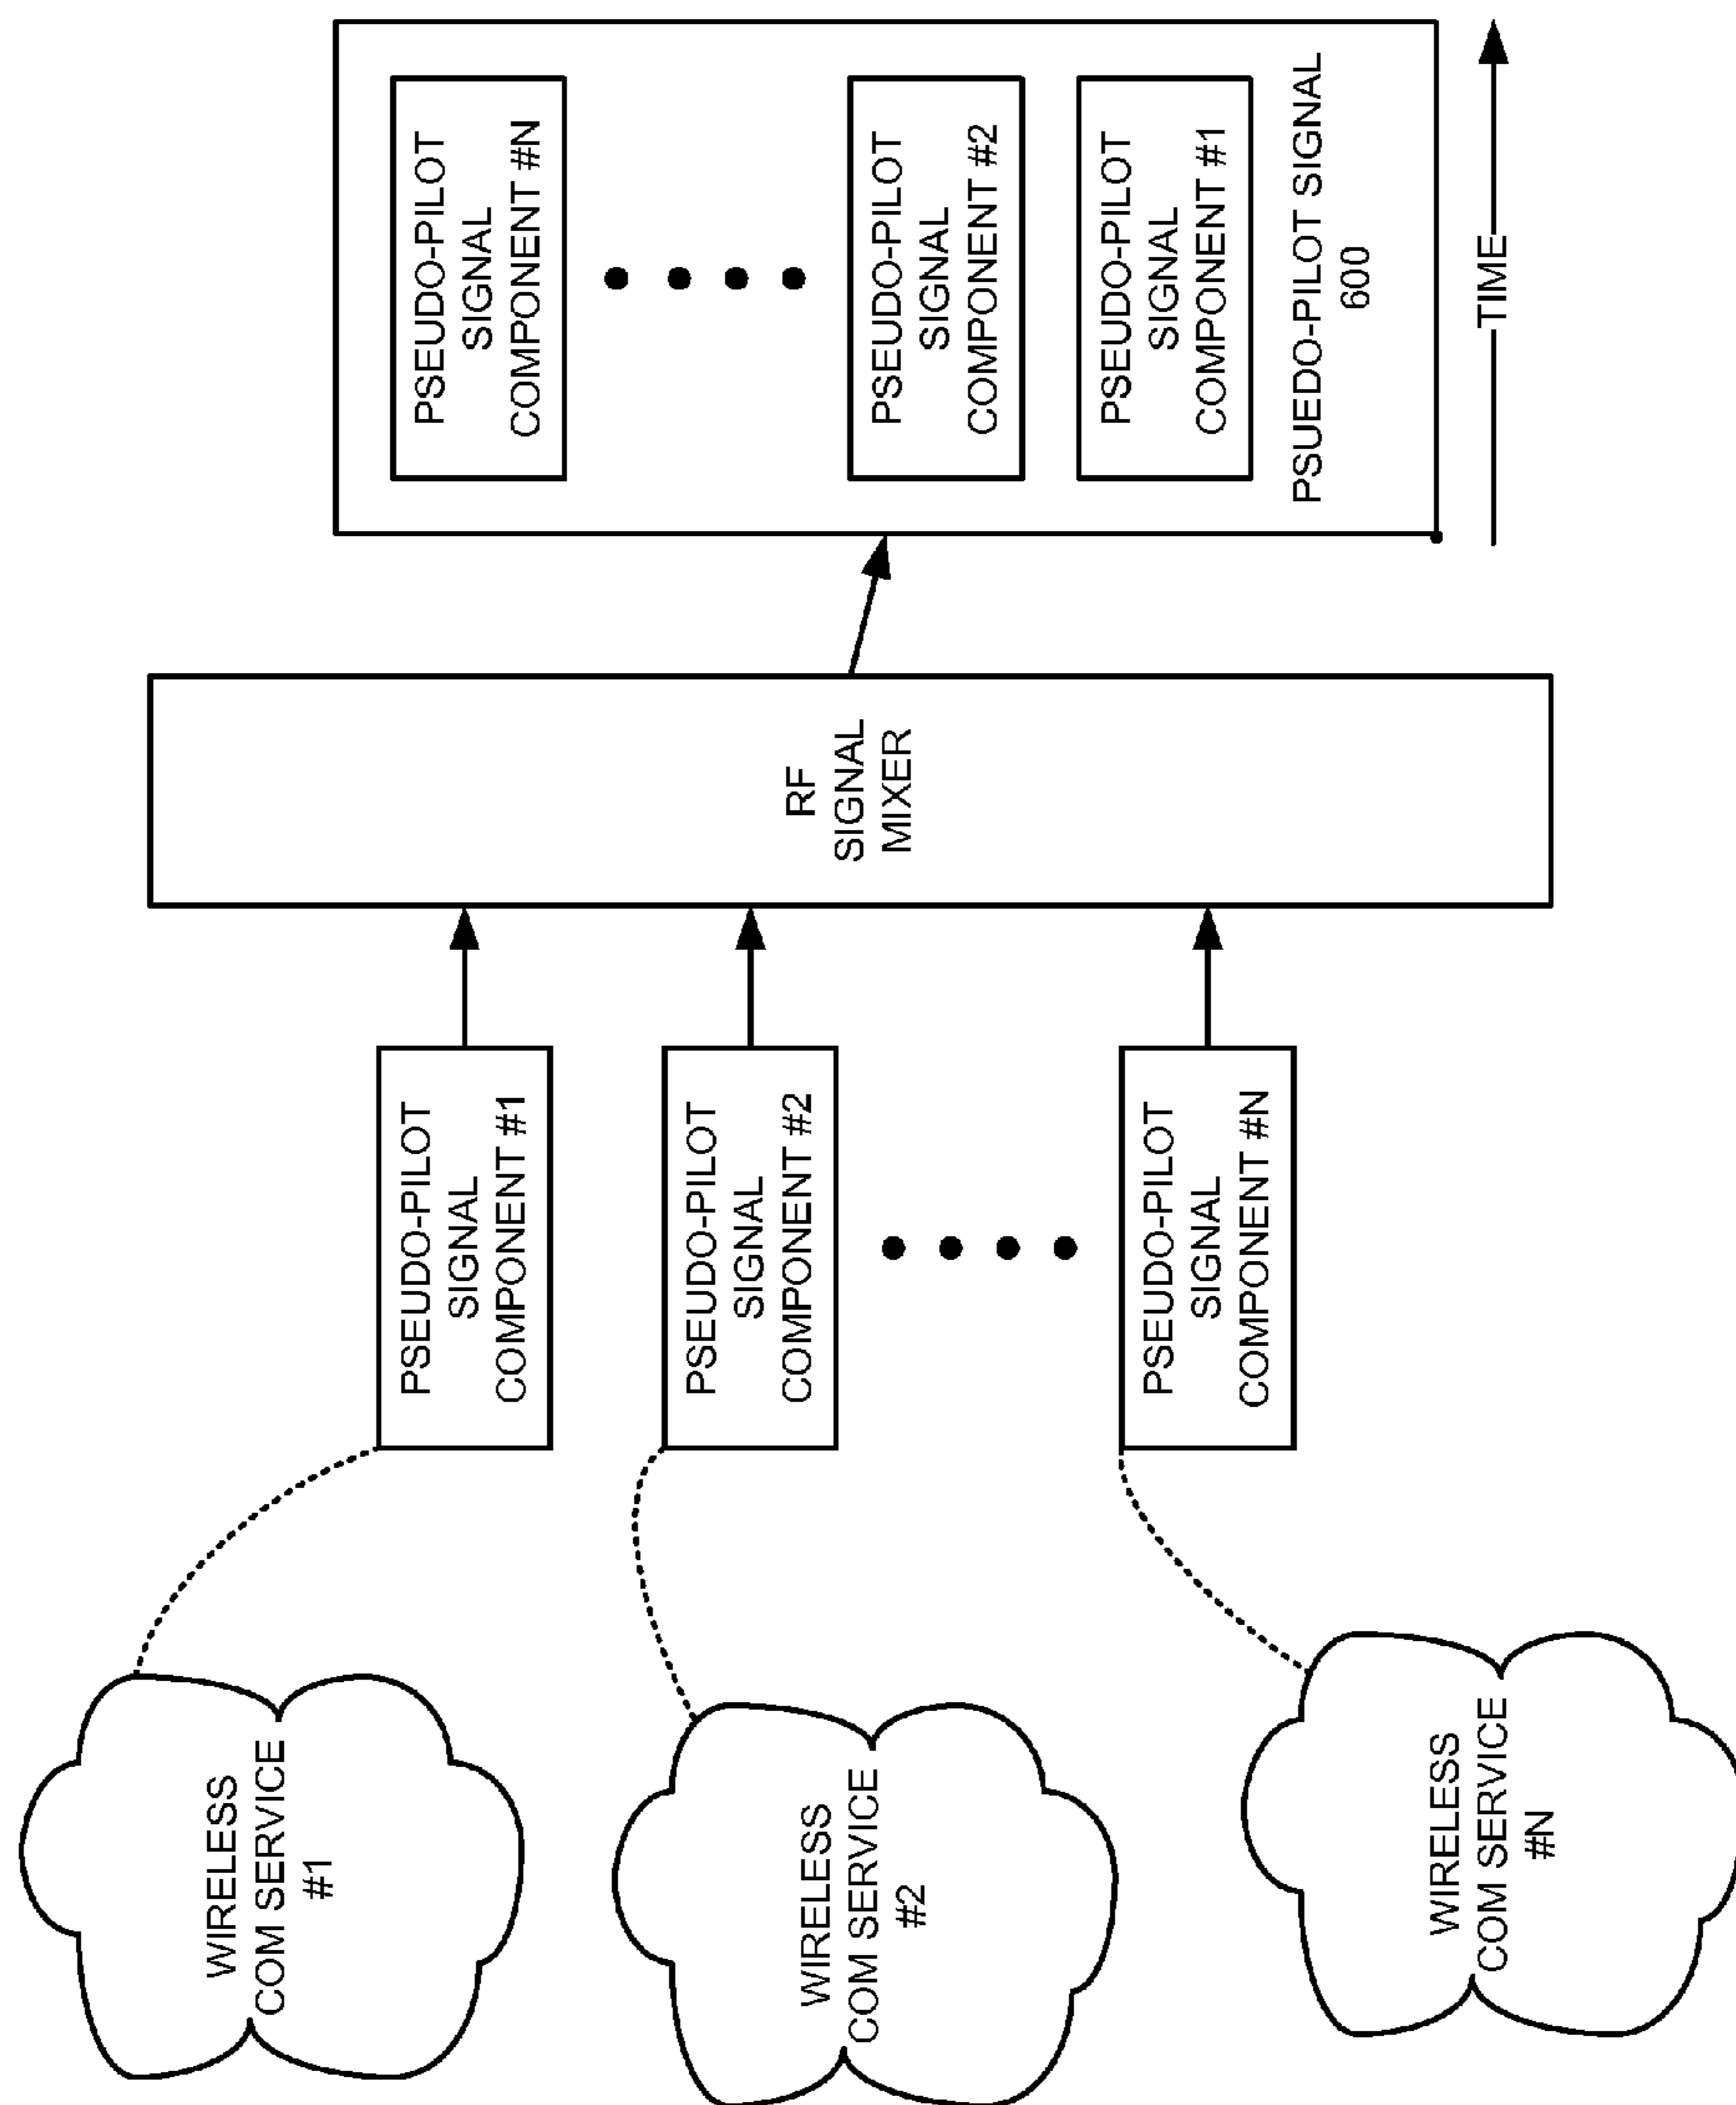 WIRELESS
COM SERVICE
#1
WIRELESS
COM SERVICE
#2
WIRELESS
COM SERVICE
#N
PSEUDO-PILOT
SIGNAL
COMPONENT #1
PSEUDO-PILOT
SIGNAL
COMPONENT #2
PSEUDO-PILOT
SIGNAL
COMPONENT #N
RF
SIGNAL
MIXER
PSEUDO-PILOT
SIGNAL
COMPONENT #N
PSEUDO-PILOT
SIGNAL
COMPONENT #2
PSEUDO-PILOT
SIGNAL
COMPONENT #1
PSUEDO-PILOT SIGNAL
600
TIME